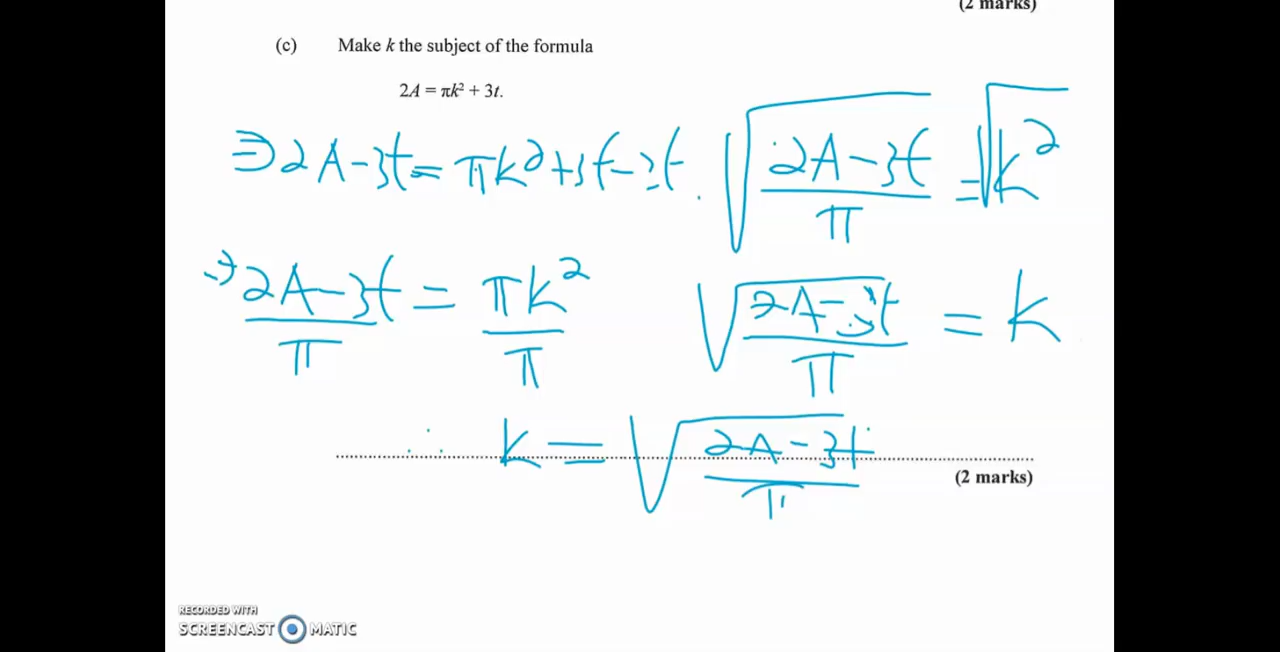 (2 marks)
(c) Make k the subject of the formula
2A = πk² + 3t.
⇒ 2A - 3t = πk² + 3t - 3t
⇒ (2A - 3t)/π = πk²/π
√((2A - 3t)/π) = √k²
√((2A - 3t)/π) = k
∴ k = √((2A - 3t)/π)
(2 marks)
RECORDED WITH
SCREENCAST MATIC